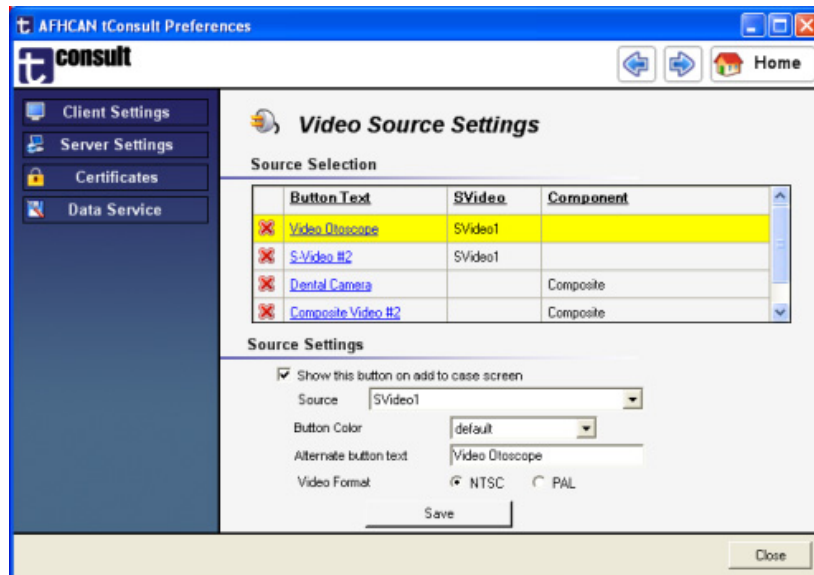 AFHCAN tConsult Preferences
t consult
Home
Client Settings
Server Settings
Certificates
Data Service
Video Source Settings
Source Selection
Button Text SVideo Component
Video Otoscope SVideo1
S-Video #2 SVideo1
Dental Camera Composite
Composite Video #2 Composite
Source Settings
Show this button on add to case screen
Source SVideo1
Button Color default
Alternate button text Video Otoscope
Video Format NTSC PAL
Save
Close